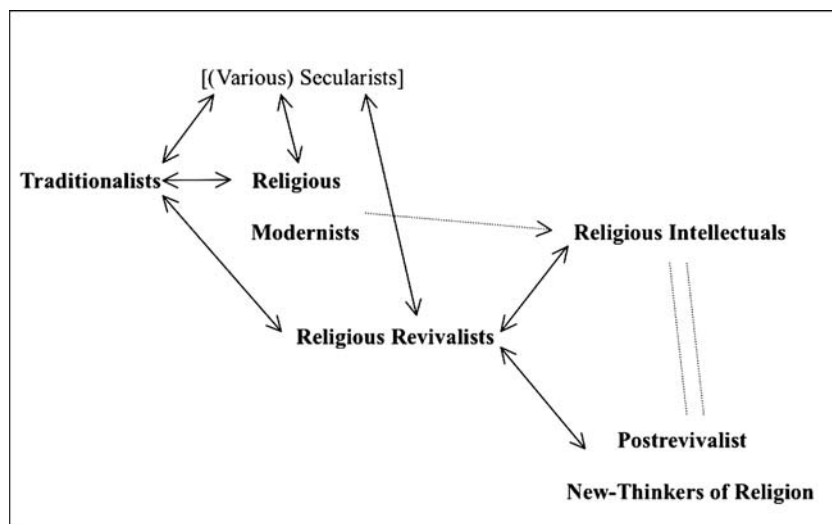 [(Various) Secularists]
Traditionalists
Religious
Modernists
Religious Intellectuals
Religious Revivalists
Postrevivalist
New-Thinkers of Religion